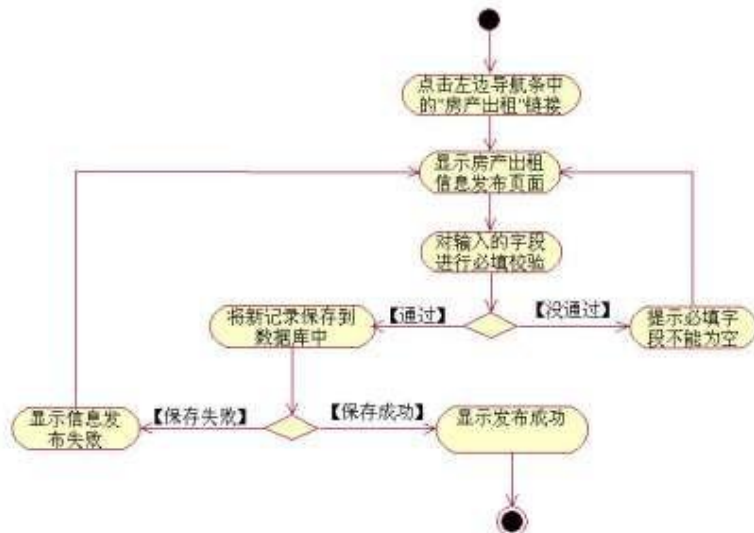 点击左边导航条中
的"房产出租"链接
显示房产出租
信息发布页面
对输入的字段
进行必填校验
【通过】
【没通过】
将新记录保存到
数据库中
提示必填字
段不能为空
【保存失败】
【保存成功】
显示信息发
布失败
显示发布成功